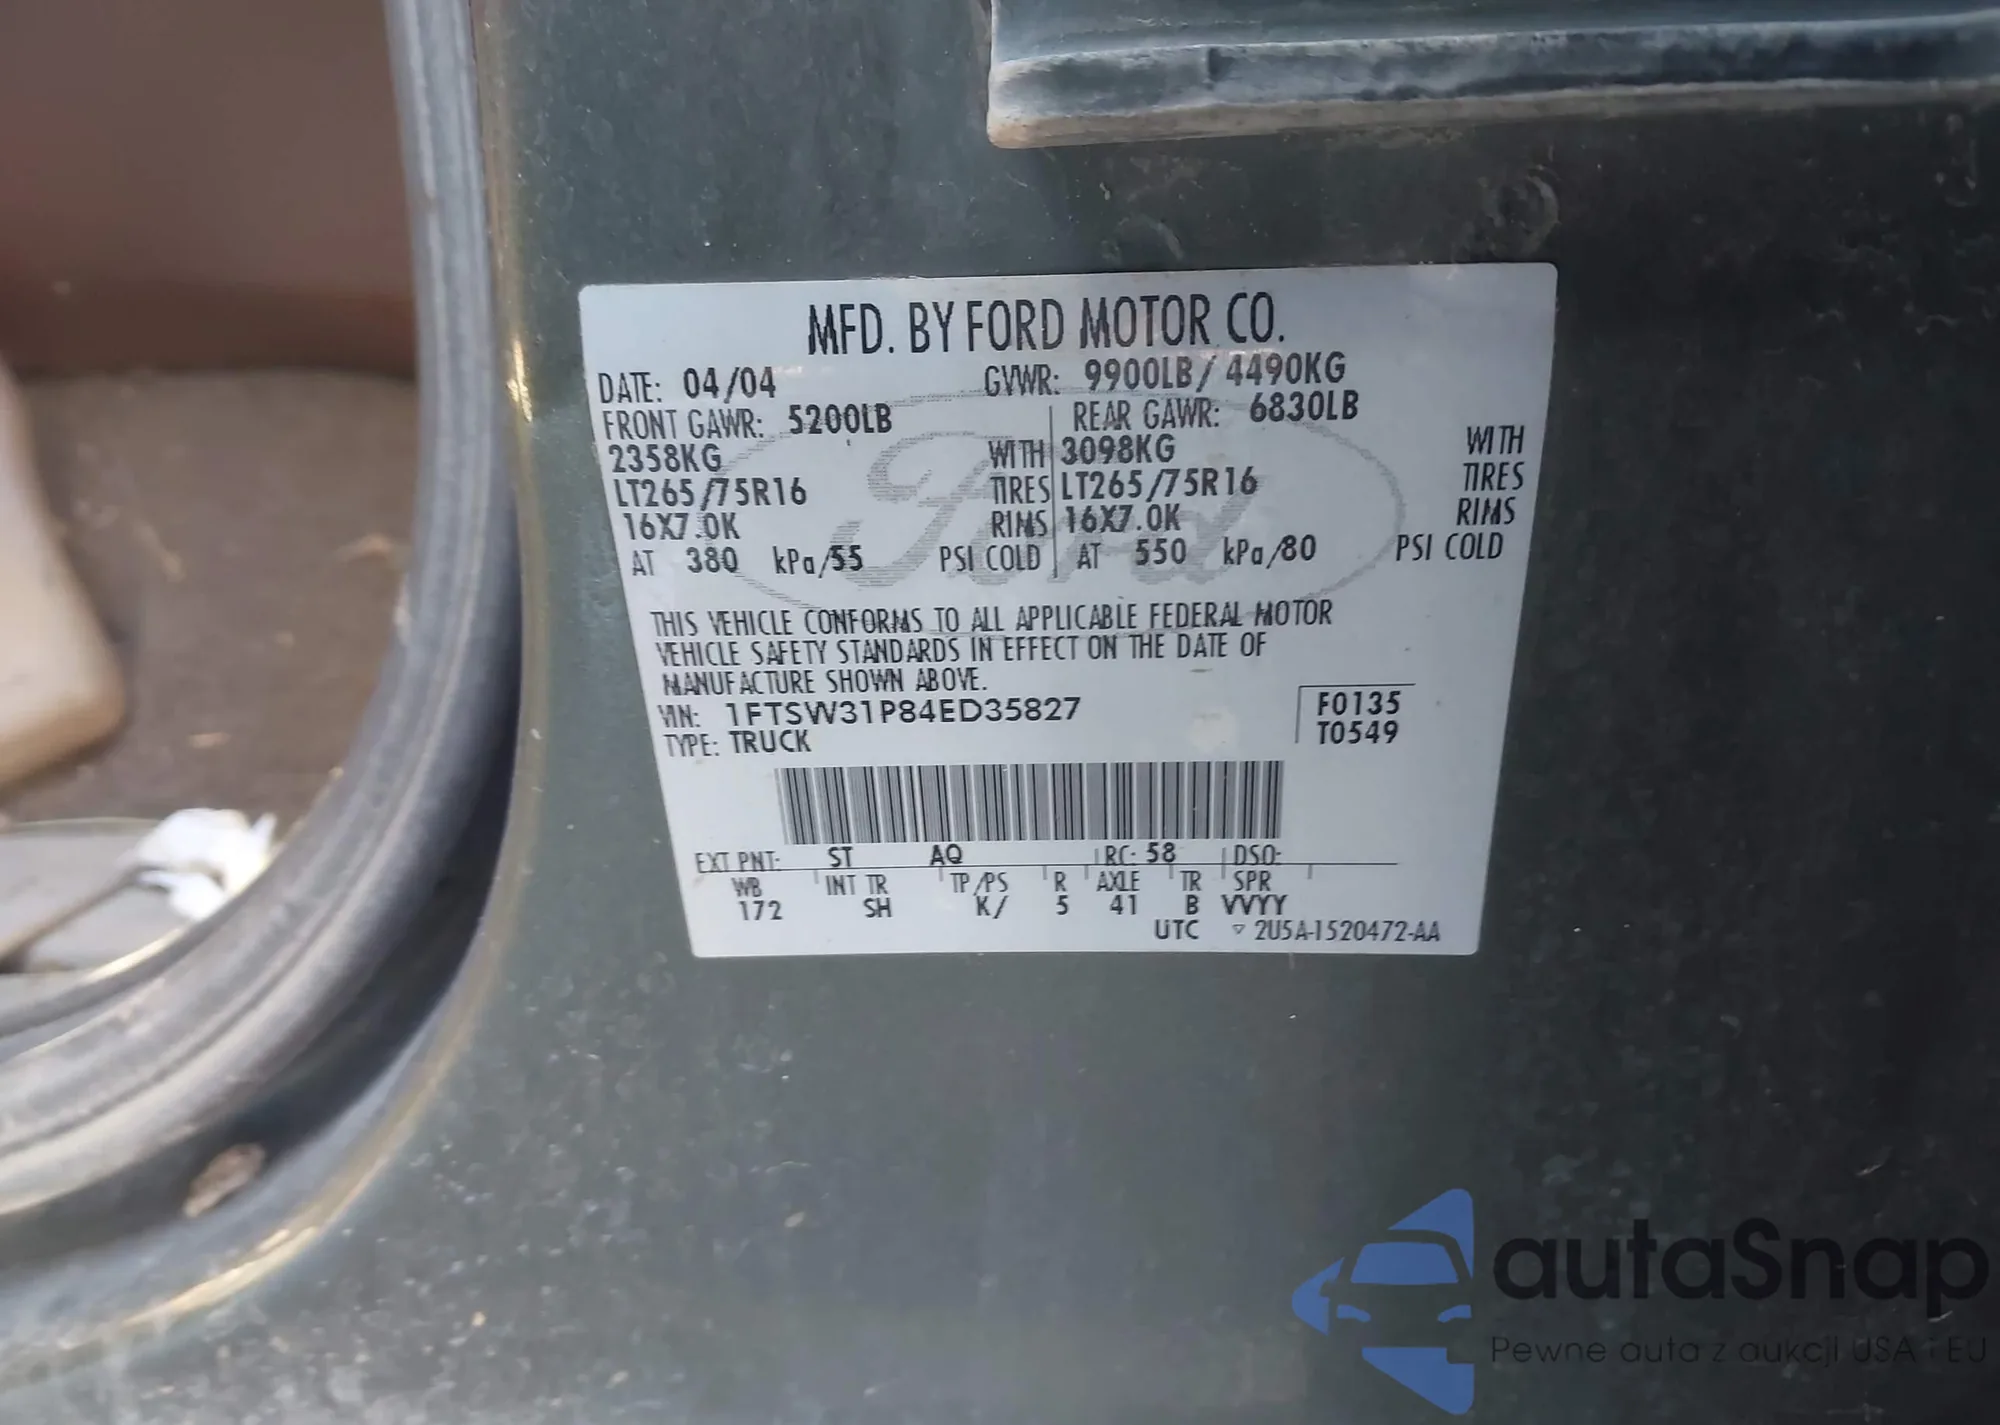 MFD. BY FORD MOTOR CO.
DATE: 04/04 GVWR: 9900LB/ 4490KG
FRONT GAWR: 5200LB REAR GAWR: 6830LB
2358KG WITH 3098KG WITH
LT265/75R16 TIRES LT265/75R16 TIRES
16X7.0K RIMS 16X7.0K RIMS
AT 380 kPa/55 PSI COLD AT 550 kPa/80 PSI COLD
Ford
THIS VEHICLE CONFORMS TO ALL APPLICABLE FEDERAL MOTOR
VEHICLE SAFETY STANDARDS IN EFFECT ON THE DATE OF
MANUFACTURE SHOWN ABOVE.
VIN: 1FTSW31P84ED35827 F0135
TYPE: TRUCK T0549
EXT PNT: ST AQ RC: 58 DSO:
WB INT TR TP/PS R AXLE TR SPR
172 SH K/ 5 41 B VVYY
UTC ▽ 2U5A-1520472-AA
autaSnap
Pewne auta z aukcji USA i EU